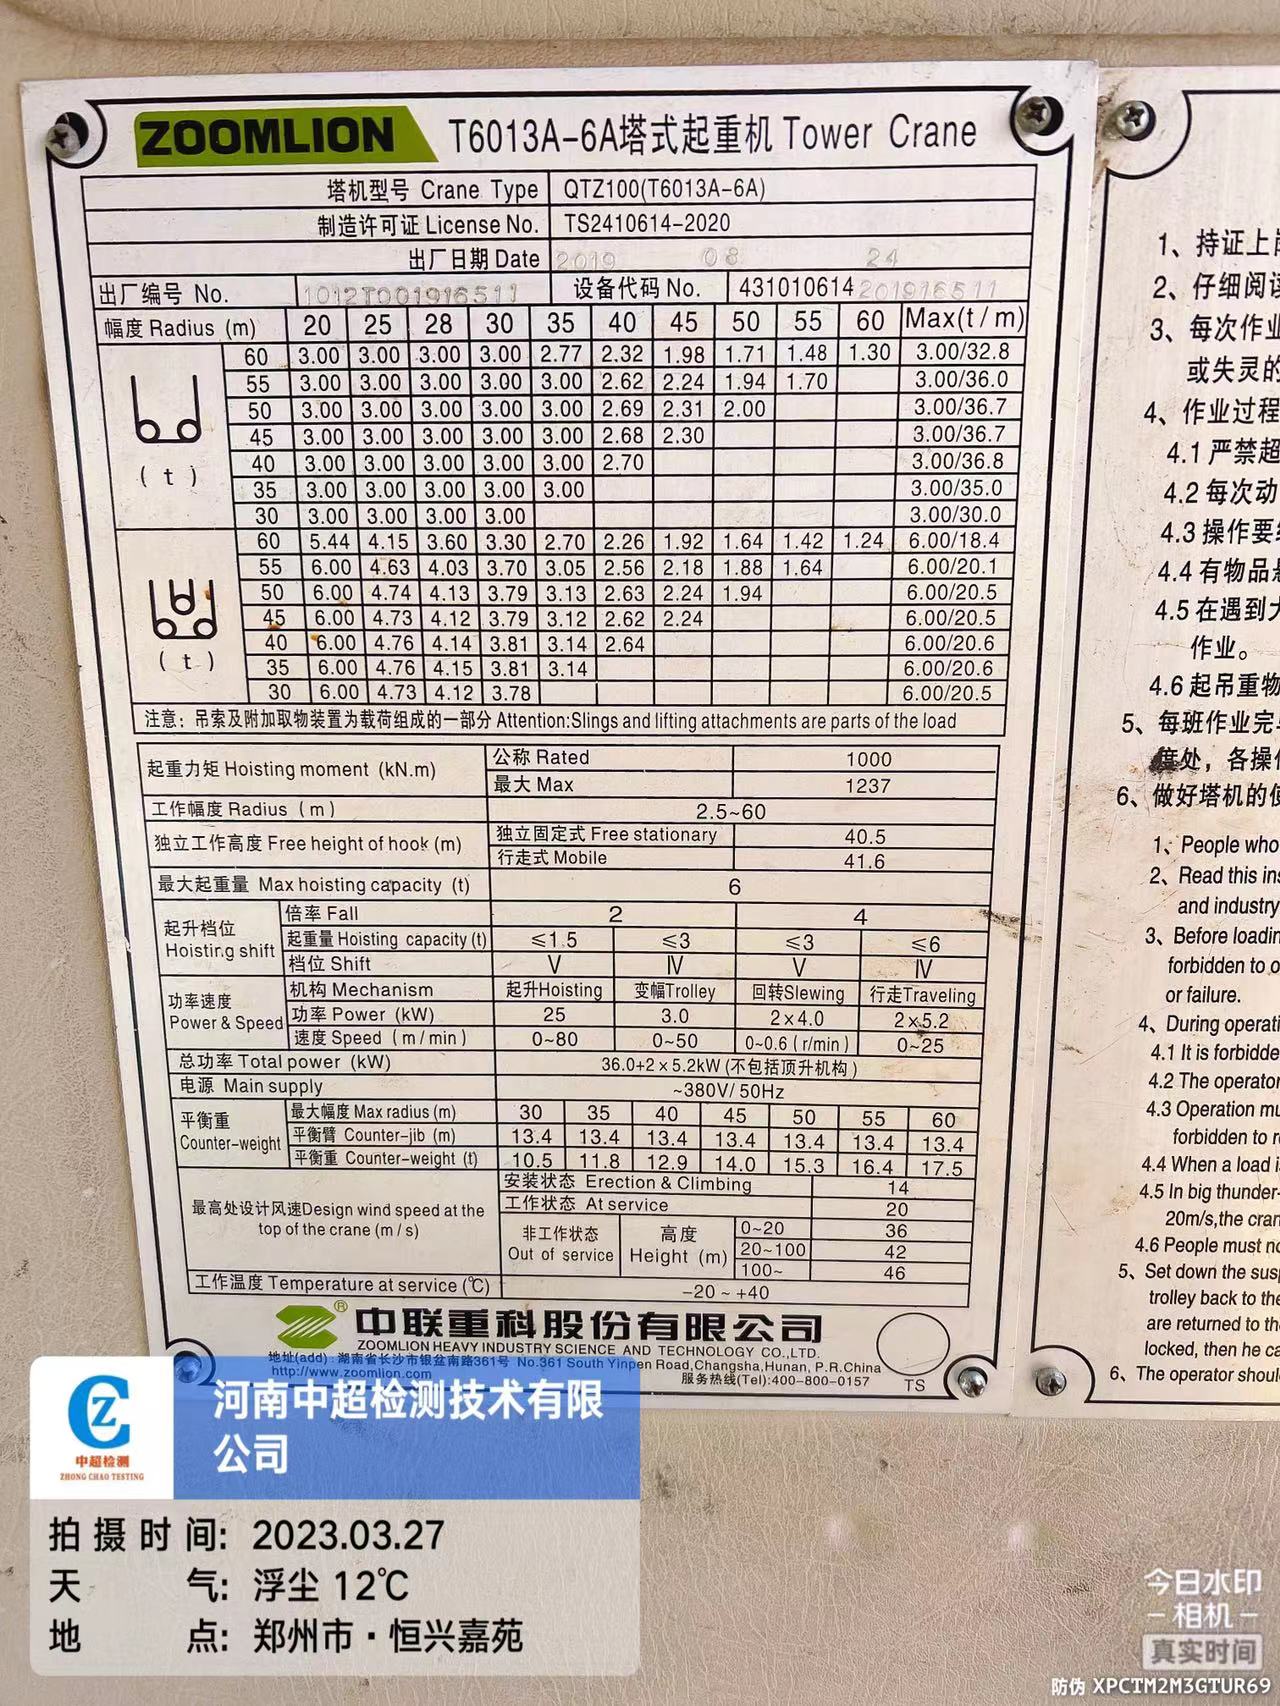 ZOOMLION T6013A-6A塔式起重机 Tower Crane
塔机型号 Crane Type QTZ100(T6013A-6A)
制造许可证 License No. TS2410614-2020
出厂日期 Date 2019 08 24
出厂编号 No. 1012T001916511 设备代码 No. 431010614201916511
幅度 Radius (m) 20 25 28 30 35 40 45 50 55 60 Max(t/m)
60 3.00 3.00 3.00 3.00 2.77 2.32 1.98 1.71 1.48 1.30 3.00/32.8
55 3.00 3.00 3.00 3.00 3.00 2.62 2.24 1.94 1.70 3.00/36.0
50 3.00 3.00 3.00 3.00 3.00 2.69 2.31 2.00 3.00/36.7
45 3.00 3.00 3.00 3.00 3.00 2.68 2.30 3.00/36.7
(t) 40 3.00 3.00 3.00 3.00 3.00 2.70 3.00/36.8
35 3.00 3.00 3.00 3.00 3.00 3.00/35.0
30 3.00 3.00 3.00 3.00 3.00/30.0
60 5.44 4.15 3.60 3.30 2.70 2.26 1.92 1.64 1.42 1.24 6.00/18.4
55 6.00 4.63 4.03 3.70 3.05 2.56 2.18 1.88 1.64 6.00/20.1
50 6.00 4.74 4.13 3.79 3.13 2.63 2.24 1.94 6.00/20.5
45 6.00 4.73 4.12 3.79 3.12 2.62 2.24 6.00/20.5
40 6.00 4.76 4.14 3.81 3.14 2.64 6.00/20.6
(t) 35 6.00 4.76 4.15 3.81 3.14 6.00/20.6
30 6.00 4.73 4.12 3.78 6.00/20.5
注意: 吊索及附加取物装置为载荷组成的一部分 Attention:Slings and lifting attachments are parts of the load
起重力矩 Hoisting moment (kN.m) 公称 Rated 1000
最大 Max 1237
工作幅度 Radius (m) 2.5~60
独立工作高度 Free height of hook (m) 独立固定式 Free stationary 40.5
行走式 Mobile 41.6
最大起重量 Max hoisting capacity (t) 6
起升档位 Hoisting shift 倍率 Fall 2 4
起重量 Hoisting capacity (t) ≤1.5 ≤3 ≤3 ≤6
档位 Shift Ⅴ Ⅳ Ⅴ Ⅳ
功率速度 Power & Speed 机构 Mechanism 起升Hoisting 变幅Trolley 回转Slewing 行走Traveling
功率 Power (kW) 25 3.0 2×4.0 2×5.2
速度 Speed (m/min) 0~80 0~50 0~0.6 (r/min) 0~25
总功率 Total power (kW) 36.0+2×5.2kW (不包括顶升机构)
电源 Main supply ~380V/50Hz
平衡重 Counter-weight 最大幅度 Max radius (m) 30 35 40 45 50 55 60
平衡臂 Counter-jib (m) 13.4 13.4 13.4 13.4 13.4 13.4 13.4
平衡重 Counter-weight (t) 10.5 11.8 12.9 14.0 15.3 16.4 17.5
最高处设计风速Design wind speed at the top of the crane (m/s) 安装状态 Erection & Climbing 14
工作状态 At service 20
非工作状态 Out of service 高度 Height (m) 0~20 36
20~100 42
100~ 46
工作温度 Temperature at service (℃) -20 ~ +40
® 中联重科股份有限公司
ZOOMLION HEAVY INDUSTRY SCIENCE AND TECHNOLOGY CO.,LTD.
地址(add): 湖南省长沙市银盆南路361号 No.361 South Yinpen Road,Changsha,Hunan, P.R.China
http://www.zoomlion.com 服务热线(Tel):400-800-0157
TS
1、持证上
2、仔细阅
3、每次作业
或失灵的
4、作业过程
4.1 严禁超
4.2 每次动
4.3 操作要
4.4 有物品
4.5 在遇到
作业。
4.6 起吊重物
5、每班作业完
度处，各操
6、做好塔机的
1、People who
2、Read this
and industry
3、Before
forbidden to
or failure.
4、During
4.1 It is
4.2 The operator
4.3 Operation
forbidden to
4.4 When a load
4.5 In big thunder-
20m/s,the
4.6 People must
5、Set down the
trolley back to the
are returned to the
locked, then he
6、The operator
CZ
中超检测
ZHONG CHAO TESTING
河南中超检测技术有限
公司
拍摄时间: 2023.03.27
天气: 浮尘 12℃
地点: 郑州市·恒兴嘉苑
今日水印
相机
真实时间
防伪 XPCTM2M3GTUR69